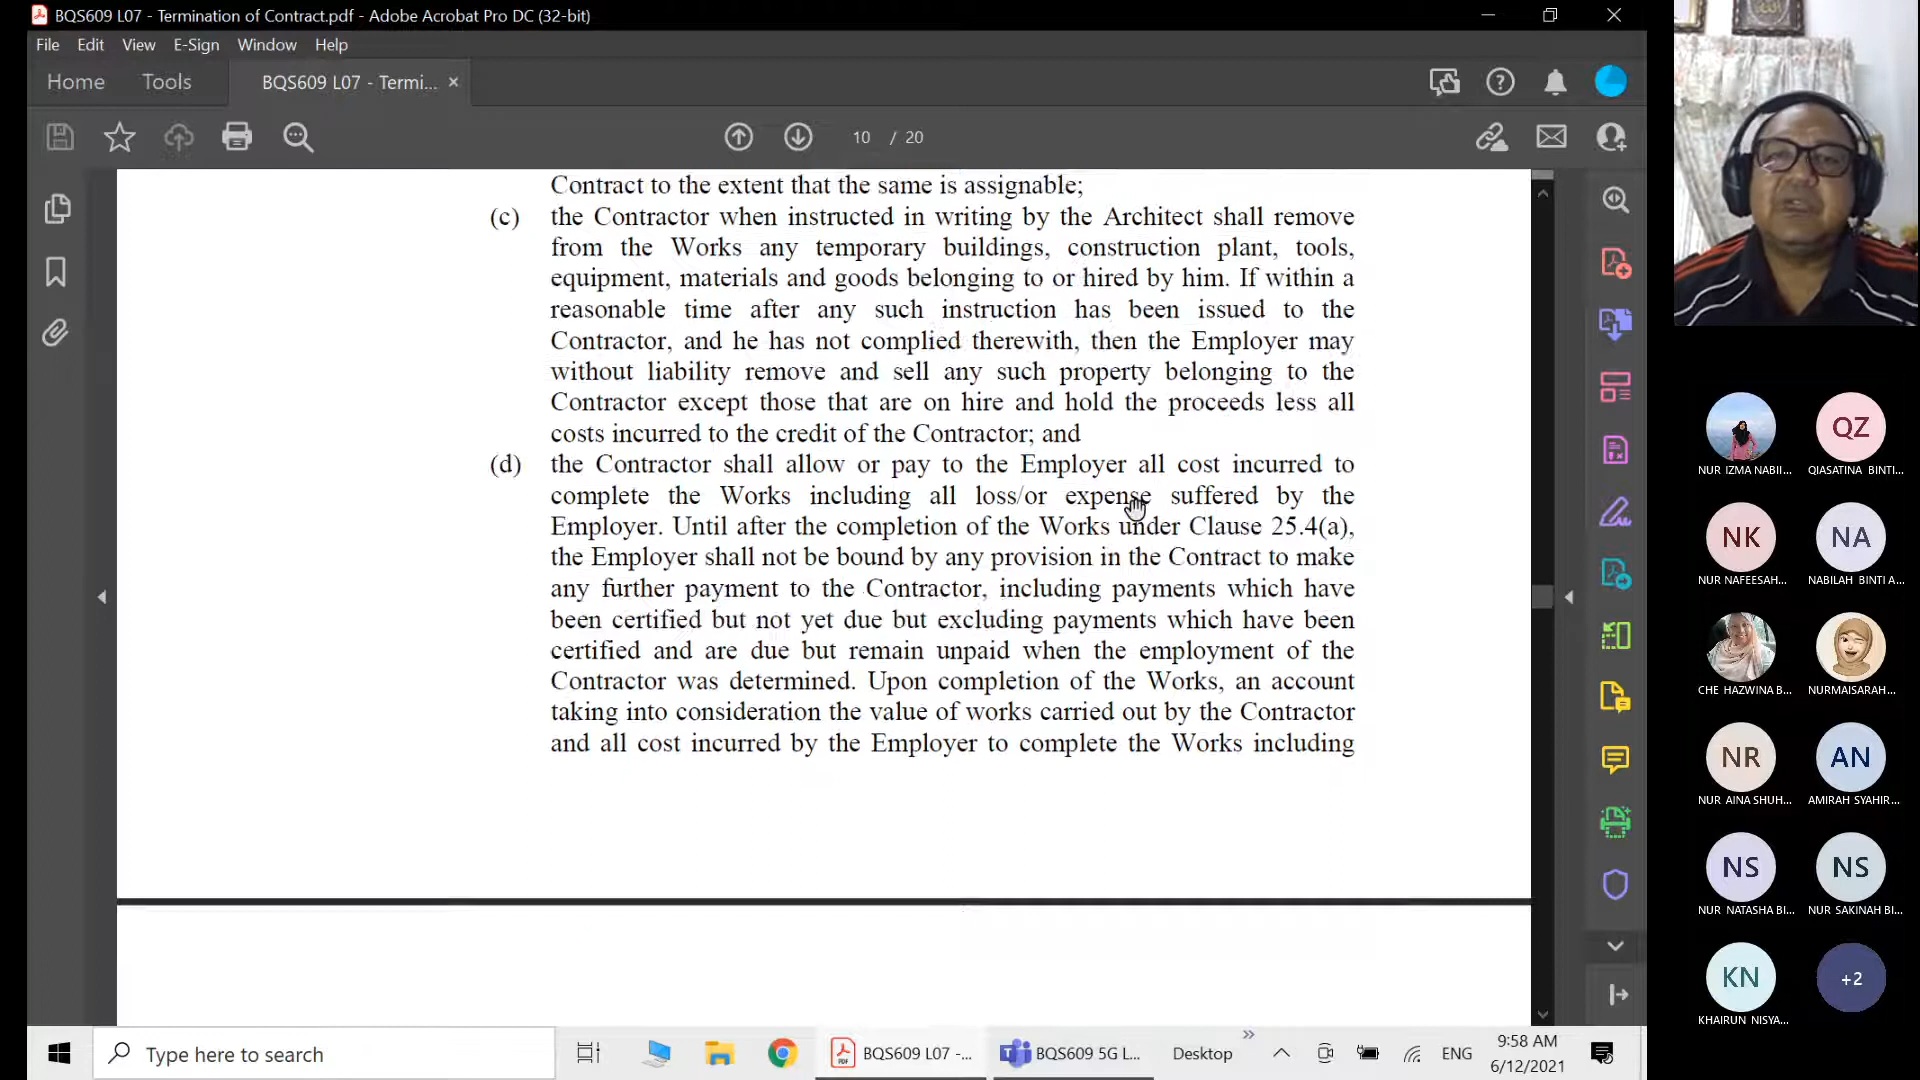 BQS609 L07 - Termination of Contract.pdf - Adobe Acrobat Pro DC (32-bit)
File Edit View E-Sign Window Help
Home Tools BQS609 L07 - Termi... ×
10 / 20
Contract to the extent that the same is assignable;
(c) the Contractor when instructed in writing by the Architect shall remove
from the Works any temporary buildings, construction plant, tools,
equipment, materials and goods belonging to or hired by him. If within a
reasonable time after any such instruction has been issued to the
Contractor, and he has not complied therewith, then the Employer may
without liability remove and sell any such property belonging to the
Contractor except those that are on hire and hold the proceeds less all
costs incurred to the credit of the Contractor; and
(d) the Contractor shall allow or pay to the Employer all cost incurred to
complete the Works including all loss/or expense suffered by the
Employer. Until after the completion of the Works under Clause 25.4(a),
the Employer shall not be bound by any provision in the Contract to make
any further payment to the Contractor, including payments which have
been certified but not yet due but excluding payments which have been
certified and are due but remain unpaid when the employment of the
Contractor was determined. Upon completion of the Works, an account
taking into consideration the value of works carried out by the Contractor
and all cost incurred by the Employer to complete the Works including
QZ
NUR IZMA NABII... QIASATINA BINTI...
NK NA
NUR NAFEESAH... NABILAH BINTI A...
CHE HAZWINA B... NURMAISARAH...
NR AN
NUR AINA SHUH... AMIRAH SYAHIR...
NS NS
NUR NATASHA BI... NUR SAKINAH BI...
KN +2
KHAIRUN NISYA...
Type here to search
BQS609 L07 -... BQS609 5G L... Desktop ENG 9:58 AM
6/12/2021